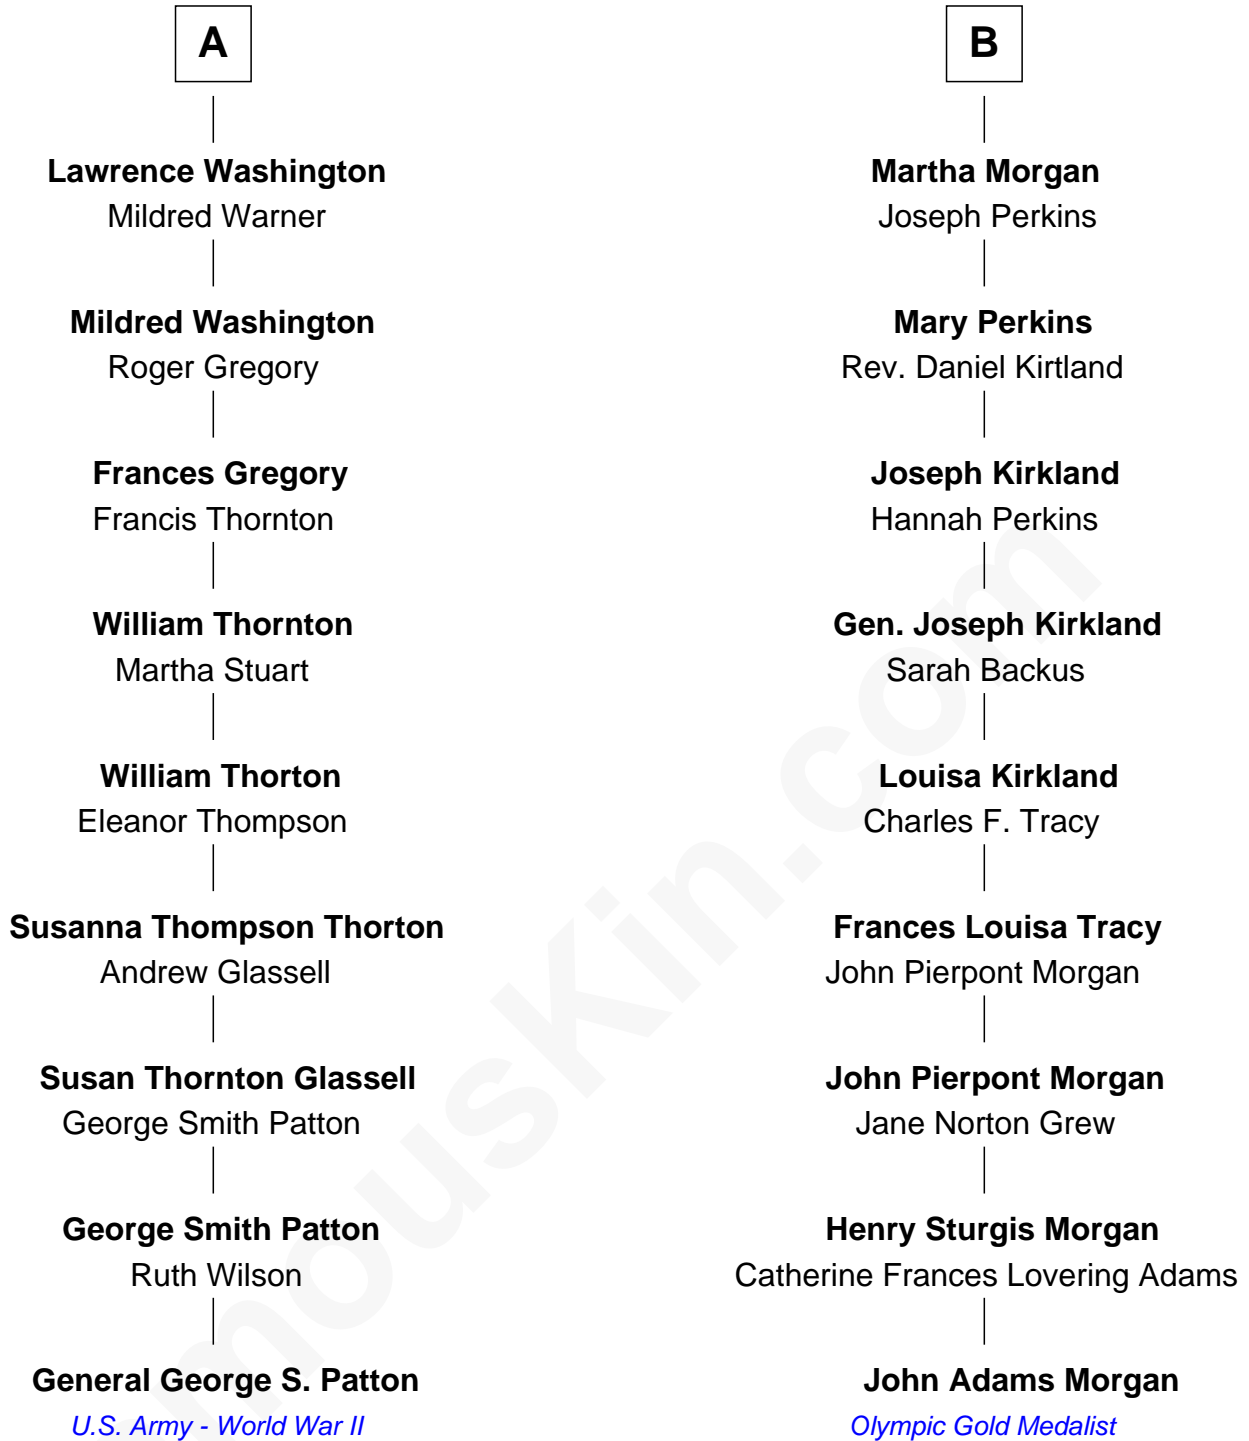 A
Lawrence Washington
Mildred Warner
Mildred Washington
Roger Gregory
Frances Gregory
Francis Thornton
William Thornton
Martha Stuart
William Thorton
Eleanor Thompson
Susanna Thompson Thorton
Andrew Glassell
Susan Thornton Glassell
George Smith Patton
George Smith Patton
Ruth Wilson
General George S. Patton
U.S. Army - World War II
B
Martha Morgan
Joseph Perkins
Mary Perkins
Rev. Daniel Kirtland
Joseph Kirkland
Hannah Perkins
Gen. Joseph Kirkland
Sarah Backus
Louisa Kirkland
Charles F. Tracy
Frances Louisa Tracy
John Pierpont Morgan
John Pierpont Morgan
Jane Norton Grew
Henry Sturgis Morgan
Catherine Frances Lovering Adams
John Adams Morgan
Olympic Gold Medalist
mouskin.com